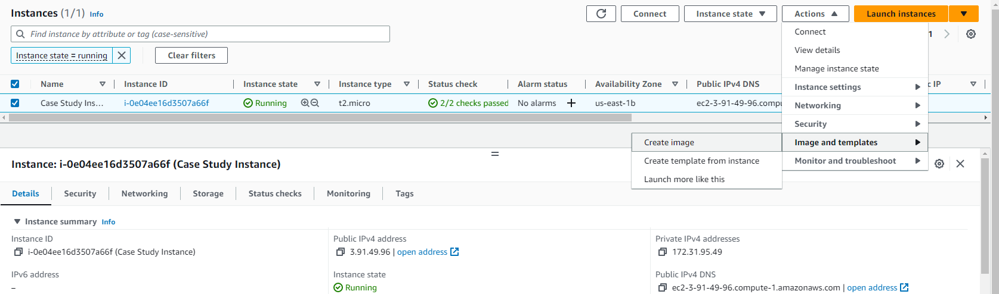 Instances (1/1) Info
Connect
Instance state
Actions
Launch instances
Find instance by attribute or tag (case-sensitive)
1
Instance state = running
Clear filters
Connect
View details
Manage instance state
Instance settings
Networking
Security
Image and templates
Monitor and troubleshoot
Create image
Create template from instance
Launch more like this
Name Instance ID Instance state Instance type Status check Alarm status Availability Zone Public IPv4 DNS IP
Case Study Ins... i-0e04ee16d3507a66f Running t2.micro 2/2 checks passed No alarms + us-east-1b ec2-3-91-49-96.compu
Instance: i-0e04ee16d3507a66f (Case Study Instance)
Details Security Networking Storage Status checks Monitoring Tags
Instance summary Info
Instance ID
i-0e04ee16d3507a66f (Case Study Instance)
Public IPv4 address
3.91.49.96 | open address
Private IPv4 addresses
172.31.95.49
IPv6 address
–
Instance state
Running
Public IPv4 DNS
ec2-3-91-49-96.compute-1.amazonaws.com | open address